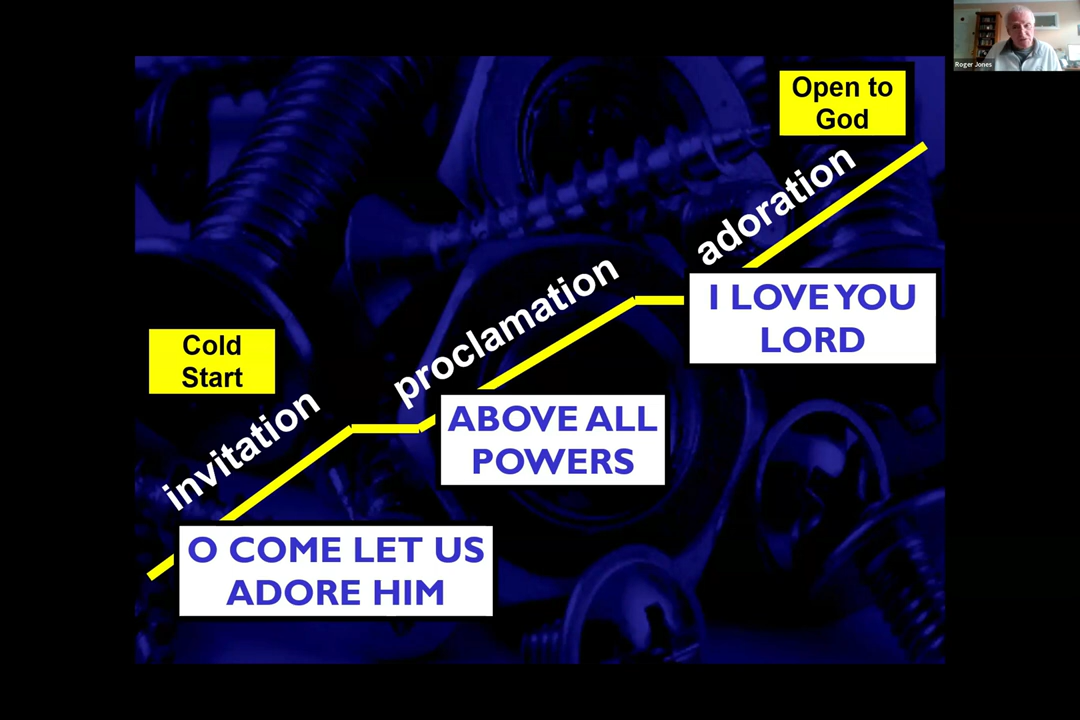 Roger Jones
Open to
God
adoration
I LOVE YOU
LORD
proclamation
ABOVE ALL
POWERS
Cold
Start
invitation
O COME LET US
ADORE HIM